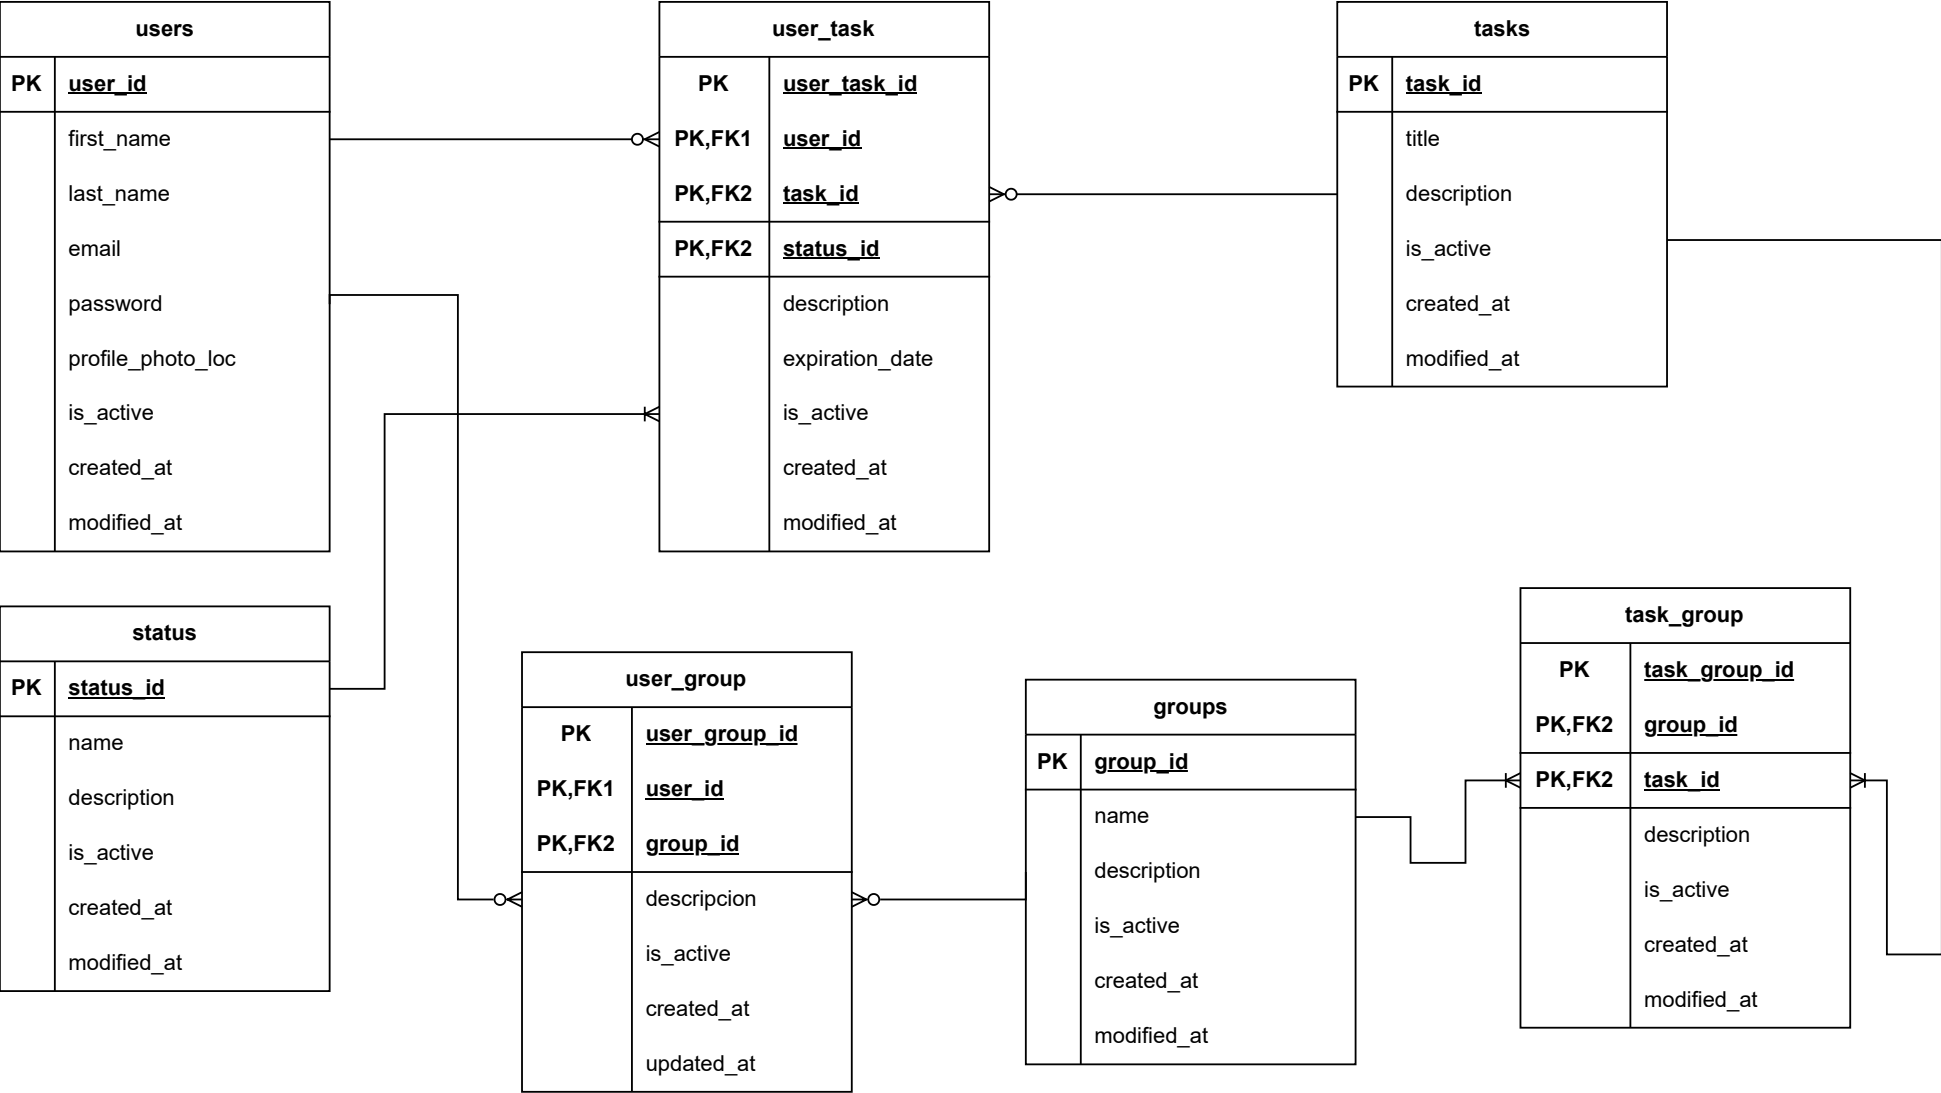 users
PK user_id
first_name
last_name
email
password
profile_photo_loc
is_active
created_at
modified_at
user_task
PK user_task_id
PK,FK1 user_id
PK,FK2 task_id
PK,FK2 status_id
description
expiration_date
is_active
created_at
modified_at
tasks
PK task_id
title
description
is_active
created_at
modified_at
status
PK status_id
name
description
is_active
created_at
modified_at
user_group
PK user_group_id
PK,FK1 user_id
PK,FK2 group_id
descripcion
is_active
created_at
updated_at
groups
PK group_id
name
description
is_active
created_at
modified_at
task_group
PK task_group_id
PK,FK2 group_id
PK,FK2 task_id
description
is_active
created_at
modified_at